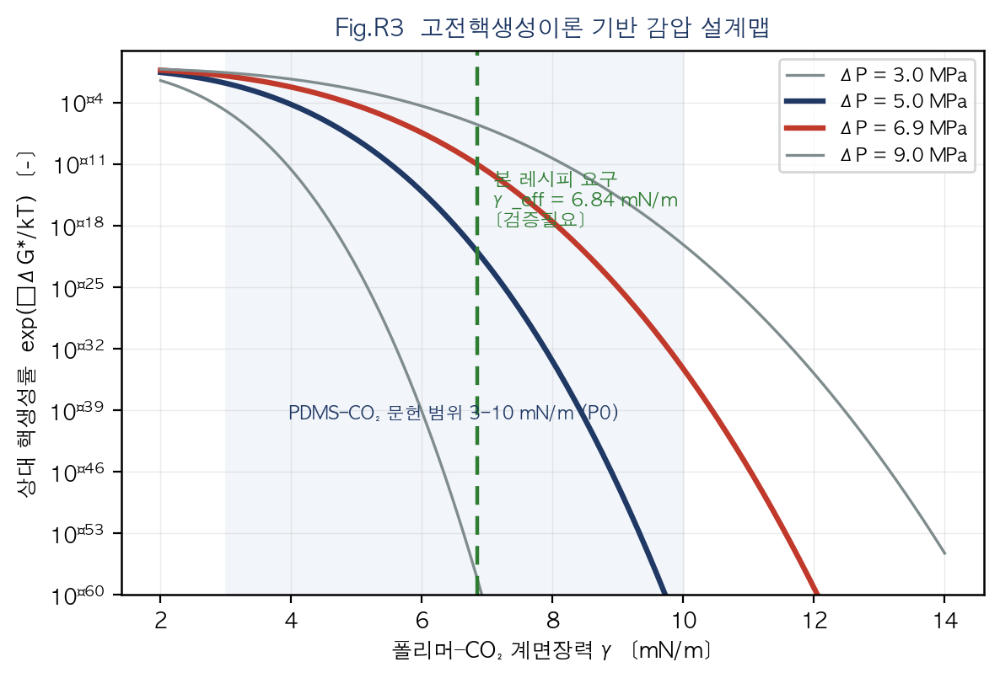 Fig.R3 고전핵생성이론 기반 감압 설계맵
상대 핵생성률 exp(□ΔG*/kT) 〔-〕
10¤4
10¤11
10¤18
10¤25
10¤32
10¤39
10¤46
10¤53
10¤60
ΔP = 3.0 MPa
ΔP = 5.0 MPa
ΔP = 6.9 MPa
ΔP = 9.0 MPa
본 레시피 요구
γ_eff = 6.84 mN/m
〔검증필요〕
PDMS-CO₂ 문헌 범위 3-10 mN/m (P0)
2 4 6 8 10 12 14
폴리머-CO₂ 계면장력 γ 〔mN/m〕